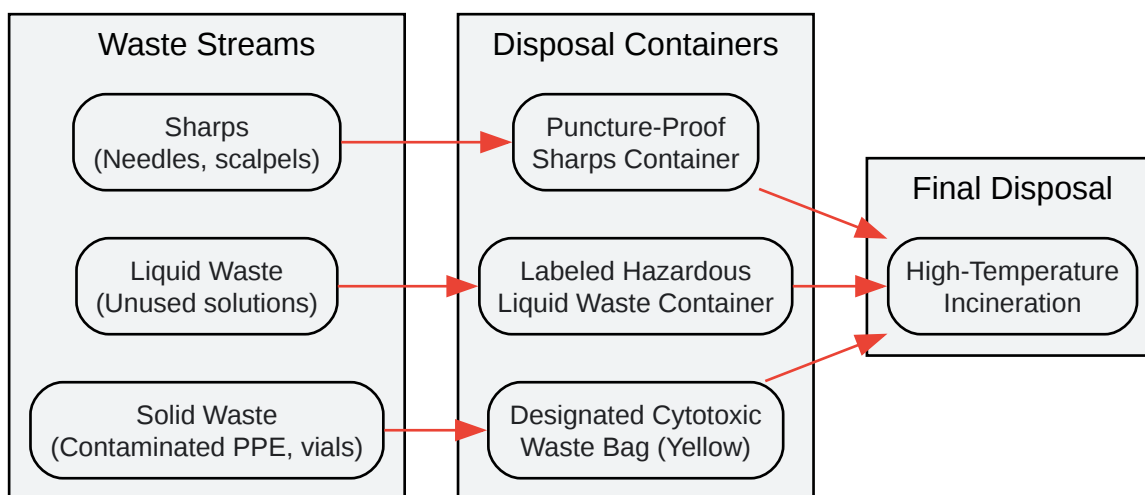 Waste Streams
Sharps
(Needles, scalpels)
Liquid Waste
(Unused solutions)
Solid Waste
(Contaminated PPE, vials)
Disposal Containers
Puncture-Proof
Sharps Container
Labeled Hazardous
Liquid Waste Container
Designated Cytotoxic
Waste Bag (Yellow)
Final Disposal
High-Temperature
Incineration